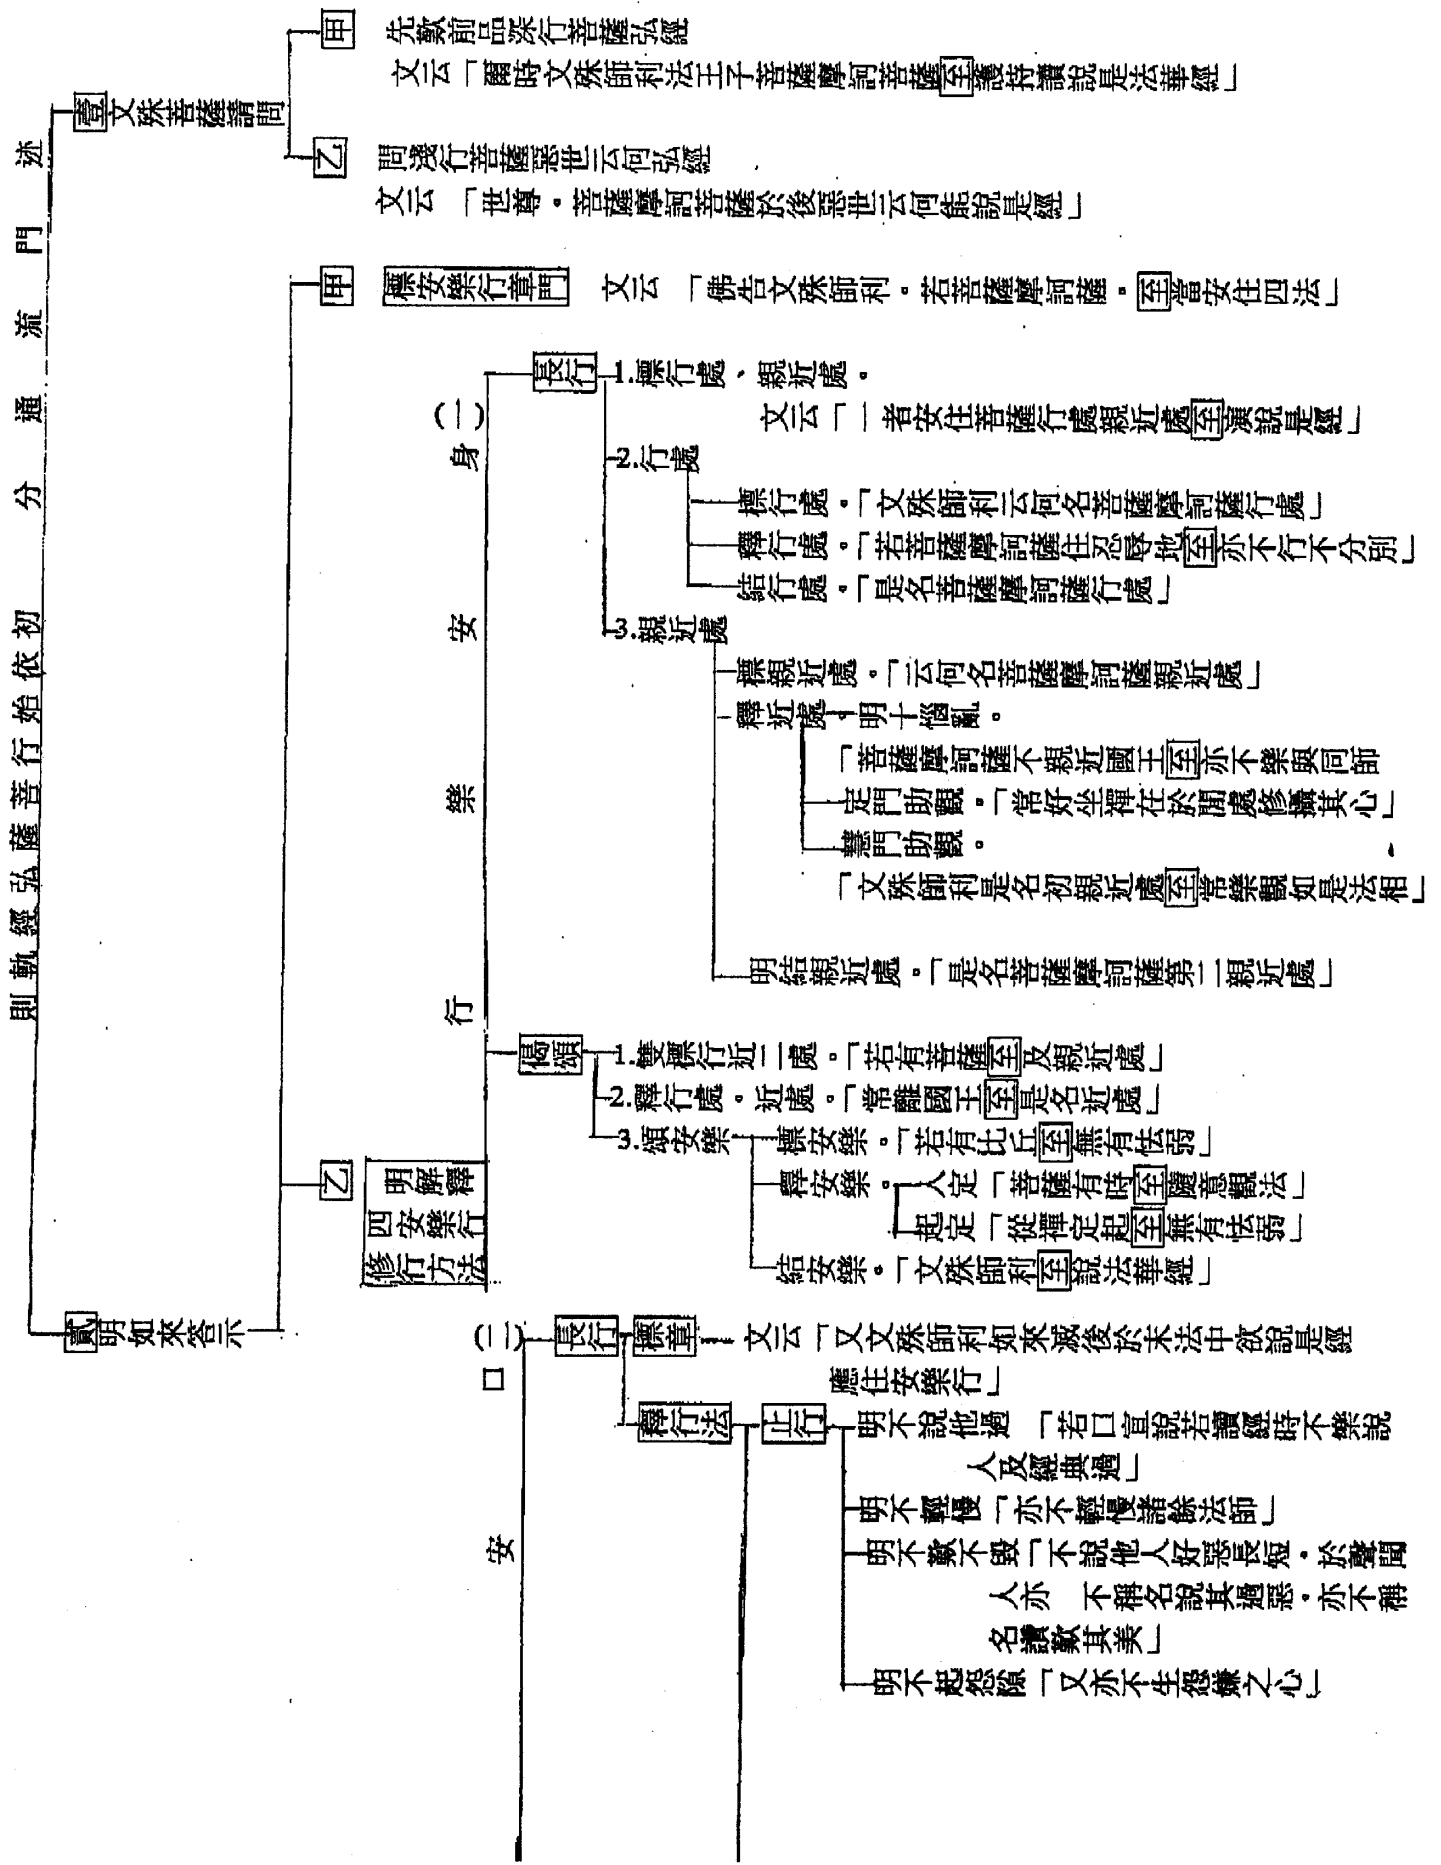 迹門流通分 初依始行菩薩弘經軌則
壹文殊菩薩請問
甲 先歎前品深行菩薩弘經
文云「爾時文殊師利法王子菩薩摩訶菩薩至護持讀說是法華經」
乙 問淺行菩薩惡世云何弘經
文云 「世尊。菩薩摩訶菩薩於後惡世云何能說是經」
貳明如來答示
甲 標安樂行章門 文云 「佛告文殊師利。若菩薩摩訶薩。至當安住四法」
乙 明解釋
四安樂行
修行方法
(一)身安樂行
長行
1.標行處、親近處。
文云「一者安住菩薩行處親近處至演說是經」
2.行處
標行處。「文殊師利云何名菩薩摩訶薩行處」
釋行處。「若菩薩摩訶薩住忍辱地至亦不行不分別」
結行處。「是名菩薩摩訶薩行處」
3.親近處
標親近處。「云何名菩薩摩訶薩親近處」
釋近處。明十惱亂。
「菩薩摩訶薩不親近國王至亦不樂與同師
定門助觀。「常好坐禪在於閒處修攝其心」
慧門助觀。
「文殊師利是名初親近處至常樂觀如是法相」
明結親近處。「是名菩薩摩訶薩第二親近處」
偈頌
1.雙標行近二處。「若有菩薩至及親近處」
2.釋行處。近處。「常離國王至是名近處」
3.頌安樂
標安樂。「若有比丘至無有怯弱」
釋安樂。
入定「菩薩有時至隨意觀法」
起定「從禪定起至無有怯弱」
結安樂。「文殊師利至說法華經」
(二)口安
長行 標章 文云「又文殊師利如來滅後於末法中欲說是經
應住安樂行」
釋行法 止行
明不說他過 「若口宣說若讀經時不樂說
人及經典過」
明不輕慢「亦不輕慢諸餘法師」
明不歎不毀「不說他人好惡長短。於聲聞
人亦 不稱名說其過惡。亦不稱
名讚歎其美」
明不起怨隙「又亦不生怨嫌之心」